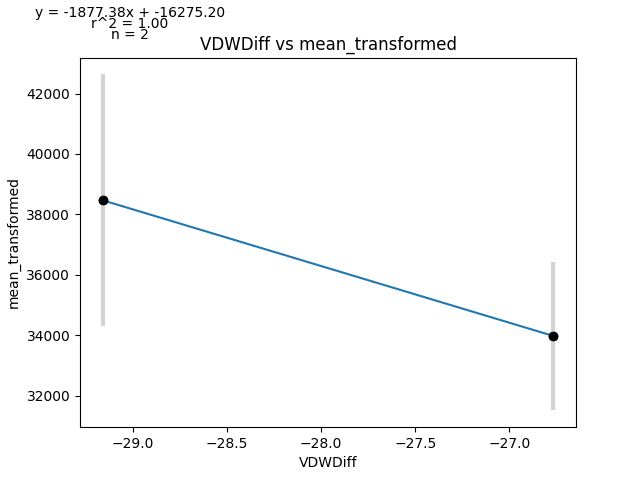 y = -1877.38x + -16275.20
r^2 = 1.00
n = 2
VDWDiff vs mean_transformed
42000
40000
38000
36000
34000
32000
mean_transformed
−29.0 −28.5 −28.0 −27.5 −27.0
VDWDiff